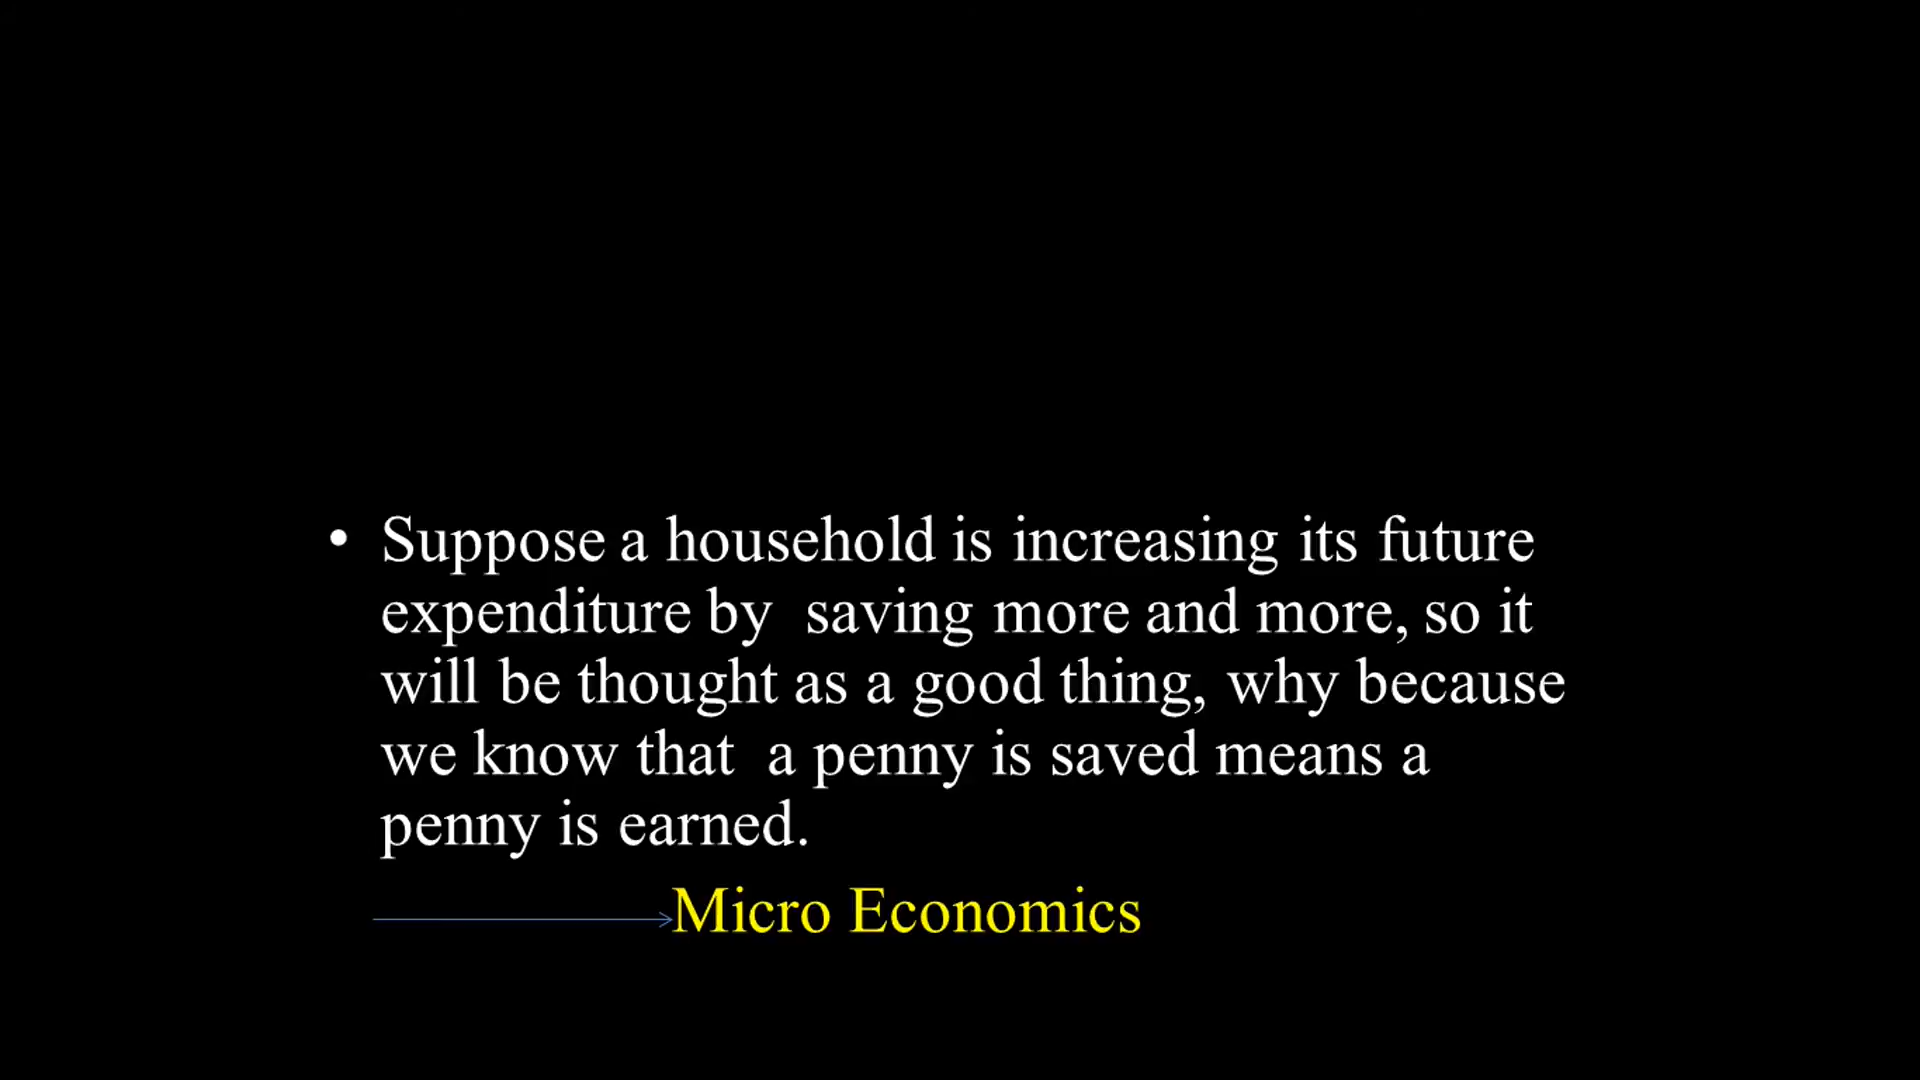 • Suppose a household is increasing its future
expenditure by  saving more and more, so it
will be thought as a good thing, why because
we know that  a penny is saved means a
penny is earned.
Micro Economics